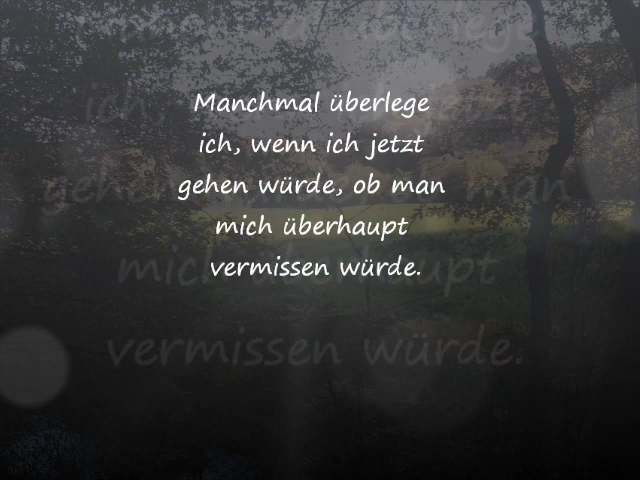 Manchmal überlege
ich, wenn ich jetzt
gehen würde, ob man
mich überhaupt
vermissen würde.